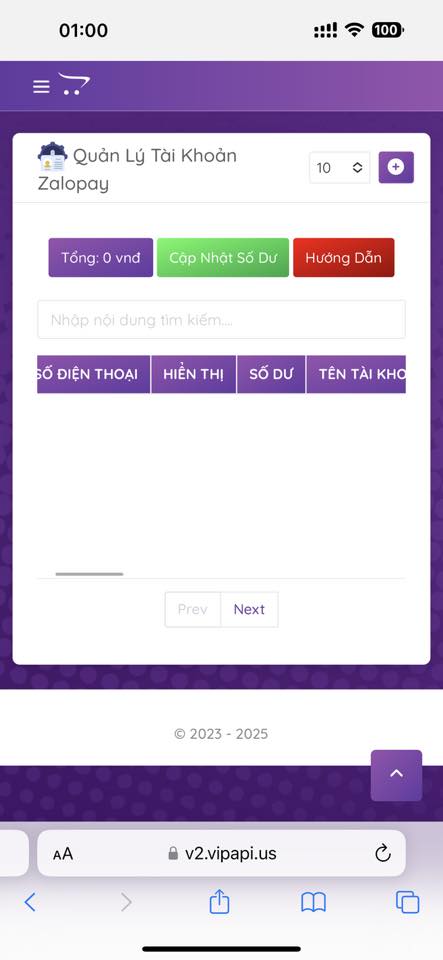 01:00
100
Quản Lý Tài Khoản
Zalopay
10
Tổng: 0 vnđ
Cập Nhật Số Dư
Hướng Dẫn
Nhập nội dung tìm kiếm....
SỐ ĐIỆN THOẠI
HIỂN THỊ
SỐ DƯ
TÊN TÀI KHO
Prev
Next
© 2023 - 2025
AA
v2.vipapi.us